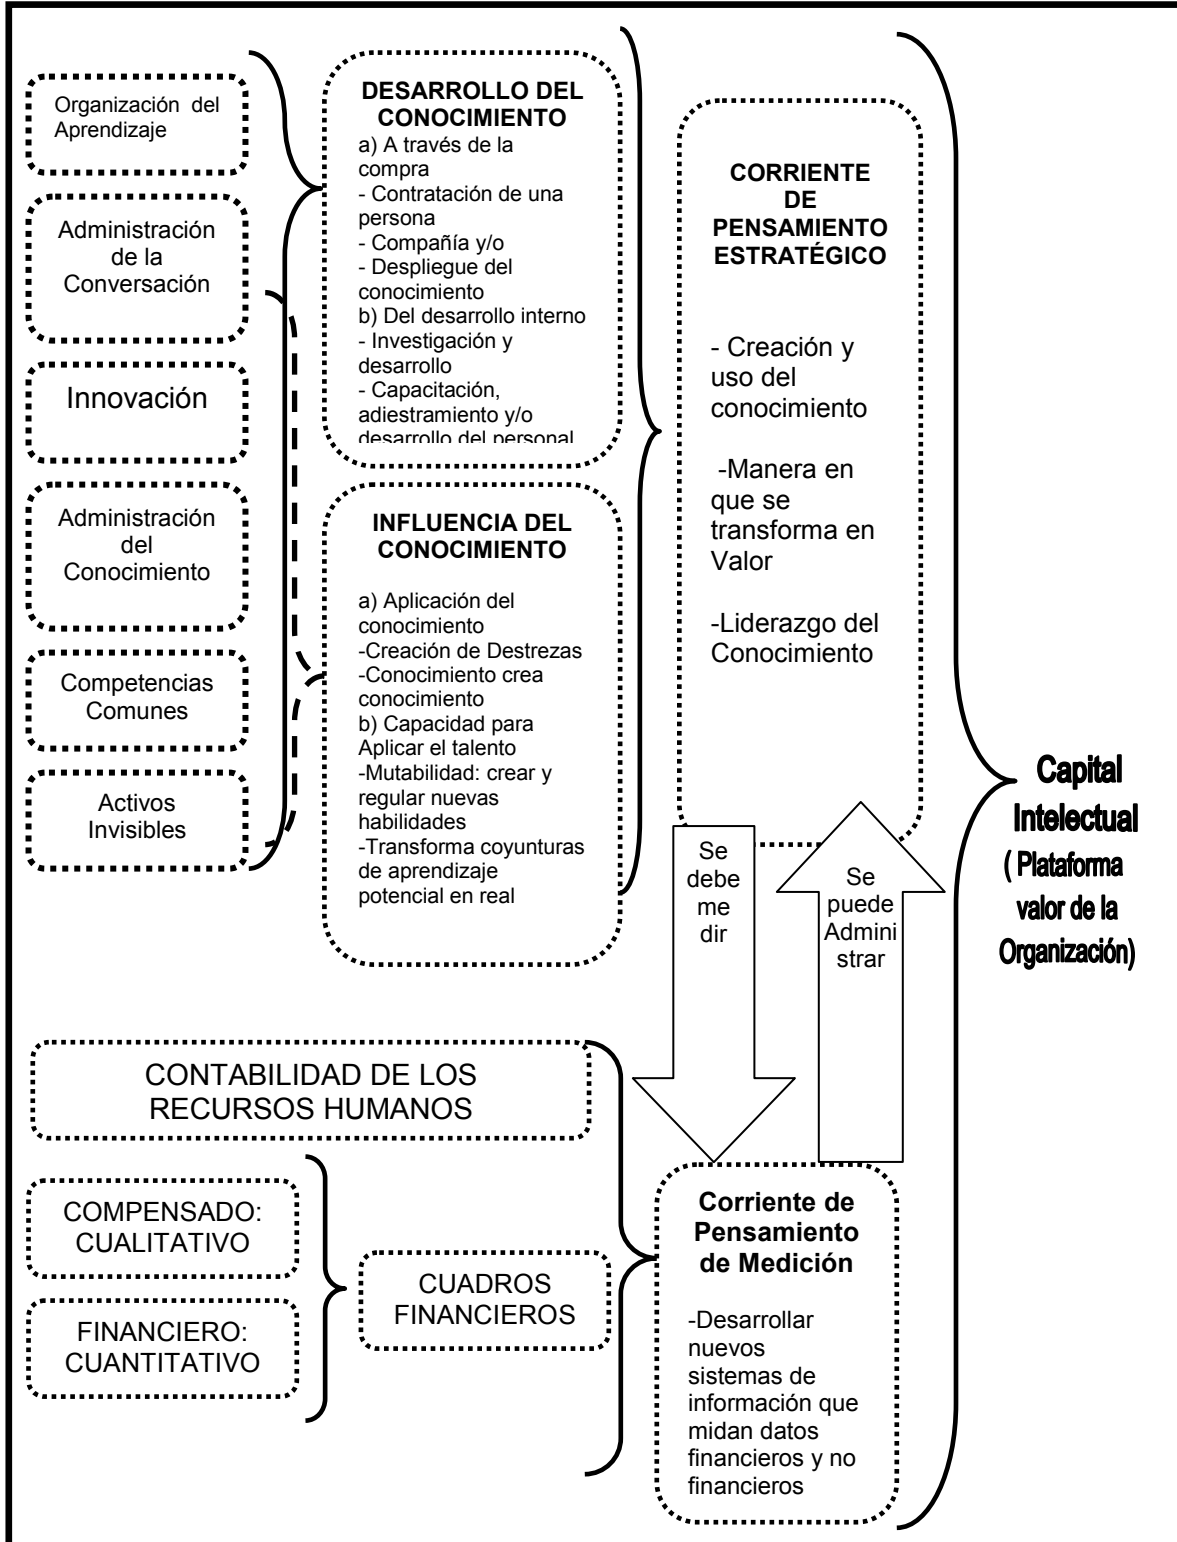 Organización del
Aprendizaje
Administración
de la
Conversación
Innovación
Administración
del
Conocimiento
Competencias
Comunes
Activos
Invisibles
DESARROLLO DEL
CONOCIMIENTO
a) A través de la
compra
- Contratación de una
persona
- Compañía y/o
- Despliegue del
conocimiento
b) Del desarrollo interno
- Investigación y
desarrollo
- Capacitación,
adiestramiento y/o
desarrollo del personal
INFLUENCIA DEL
CONOCIMIENTO
a) Aplicación del
conocimiento
-Creación de Destrezas
-Conocimiento crea
conocimiento
b) Capacidad para
Aplicar el talento
-Mutabilidad: crear y
regular nuevas
habilidades
-Transforma coyunturas
de aprendizaje
potencial en real
CORRIENTE
DE
PENSAMIENTO
ESTRATÉGICO
- Creación y
uso del
conocimiento
-Manera en
que se
transforma en
Valor
-Liderazgo del
Conocimiento
Se
debe
me
dir
Se
puede
Admini
strar
Capital
Intelectual
( Plataforma
valor de la
Organización)
CONTABILIDAD DE LOS
RECURSOS HUMANOS
COMPENSADO:
CUALITATIVO
FINANCIERO:
CUANTITATIVO
CUADROS
FINANCIEROS
Corriente de
Pensamiento
de Medición
-Desarrollar
nuevos
sistemas de
información que
midan datos
financieros y no
financieros